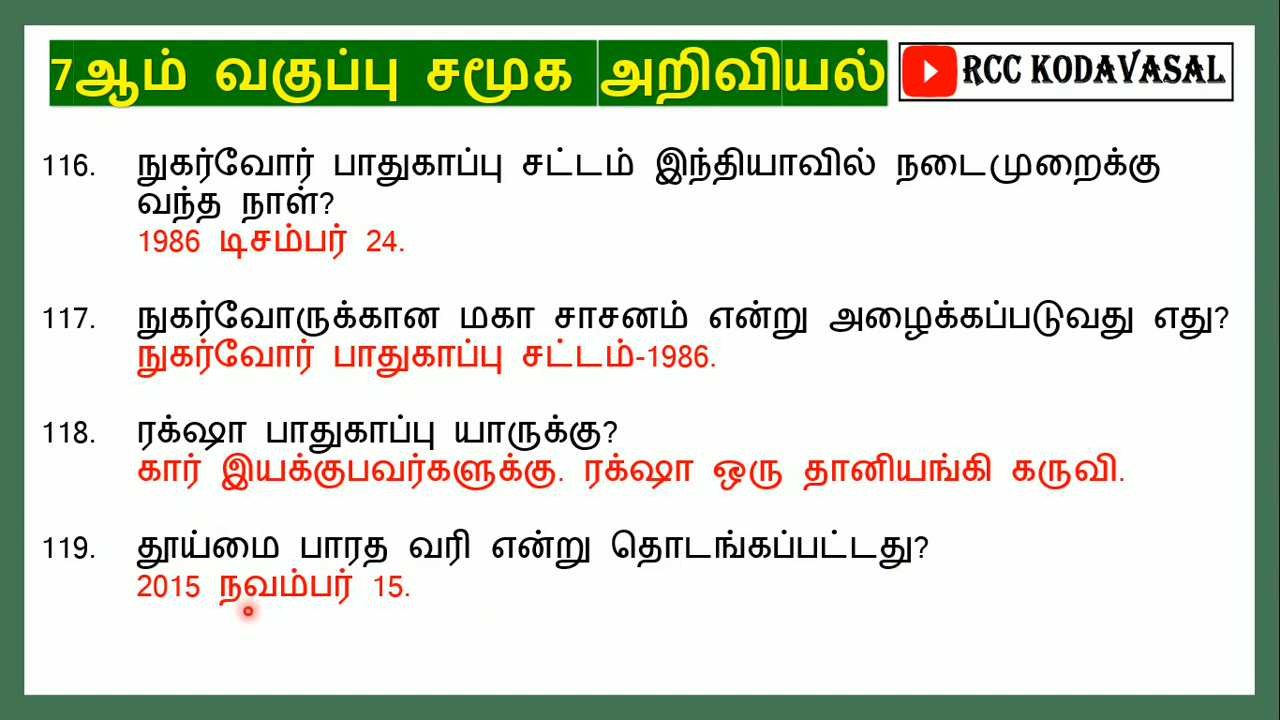 7ஆம் வகுப்பு சமூக அறிவியல்
RCC KODAVASAL
116. நுகர்வோர் பாதுகாப்பு சட்டம் இந்தியாவில் நடைமுறைக்கு
வந்த நாள்?
1986 டிசம்பர் 24.
117. நுகர்வோருக்கான மகா சாசனம் என்று அழைக்கப்படுவது எது?
நுகர்வோர் பாதுகாப்பு சட்டம்-1986.
118. ரக்‌ஷா பாதுகாப்பு யாருக்கு?
கார் இயக்குபவர்களுக்கு. ரக்‌ஷா ஒரு தானியங்கி கருவி.
119. தூய்மை பாரத வரி என்று தொடங்கப்பட்டது?
2015 நவம்பர் 15.